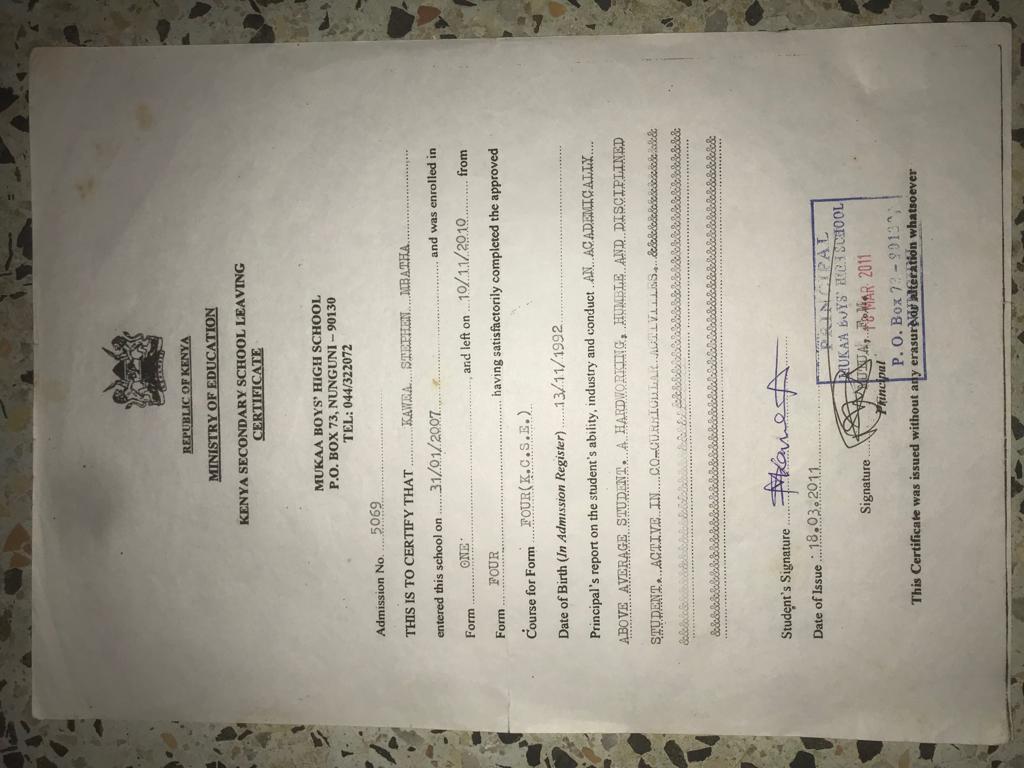 REPUBLIC OF KENYA
MINISTRY OF EDUCATION
KENYA SECONDARY SCHOOL LEAVING
CERTIFICATE
MUKAA BOYS' HIGH SCHOOL
P.O. BOX 73, NUNGUNI – 90130
TEL: 044/322072
Admission No. 5069
THIS IS TO CERTIFY THAT KAWEA STEPHEN MBATHA
entered this school on 31/01/2007 and was enrolled in
Form ONE and left on 19/11/2010 from
Form FOUR having satisfactorily completed the approved
Course for Form FOUR(K.C.S.E.)
Date of Birth (In Admission Register) 13/11/1992
Principal's report on the student's ability, industry and conduct AN ACADEMICALLY
ABOVE AVERAGE STUDENT. A HARDWORKING, HUMBLE AND DISCIPLINED
STUDENT. ACTIVE IN CO-CURRICULAR ACTIVITIES.
Student's Signature
Date of Issue 18.03.2011
PRINCIPAL
MUKAA BOYS' HIGH SCHOOL
18 MAR 2011
P. O. Box 73 - 90130,
Signature
Principal
This Certificate was issued without any erasure or alteration whatsoever